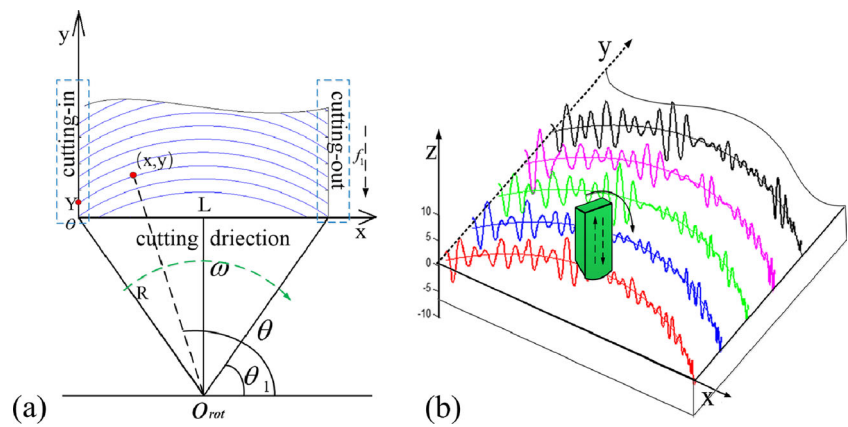 y
cutting-in
cutting-out
(x,y)
f
Y
L
x
θ
cutting driection
ω
R
θ
θ1
Orot
(a)
y
z
10
5
0
-5
-10
x
(b)